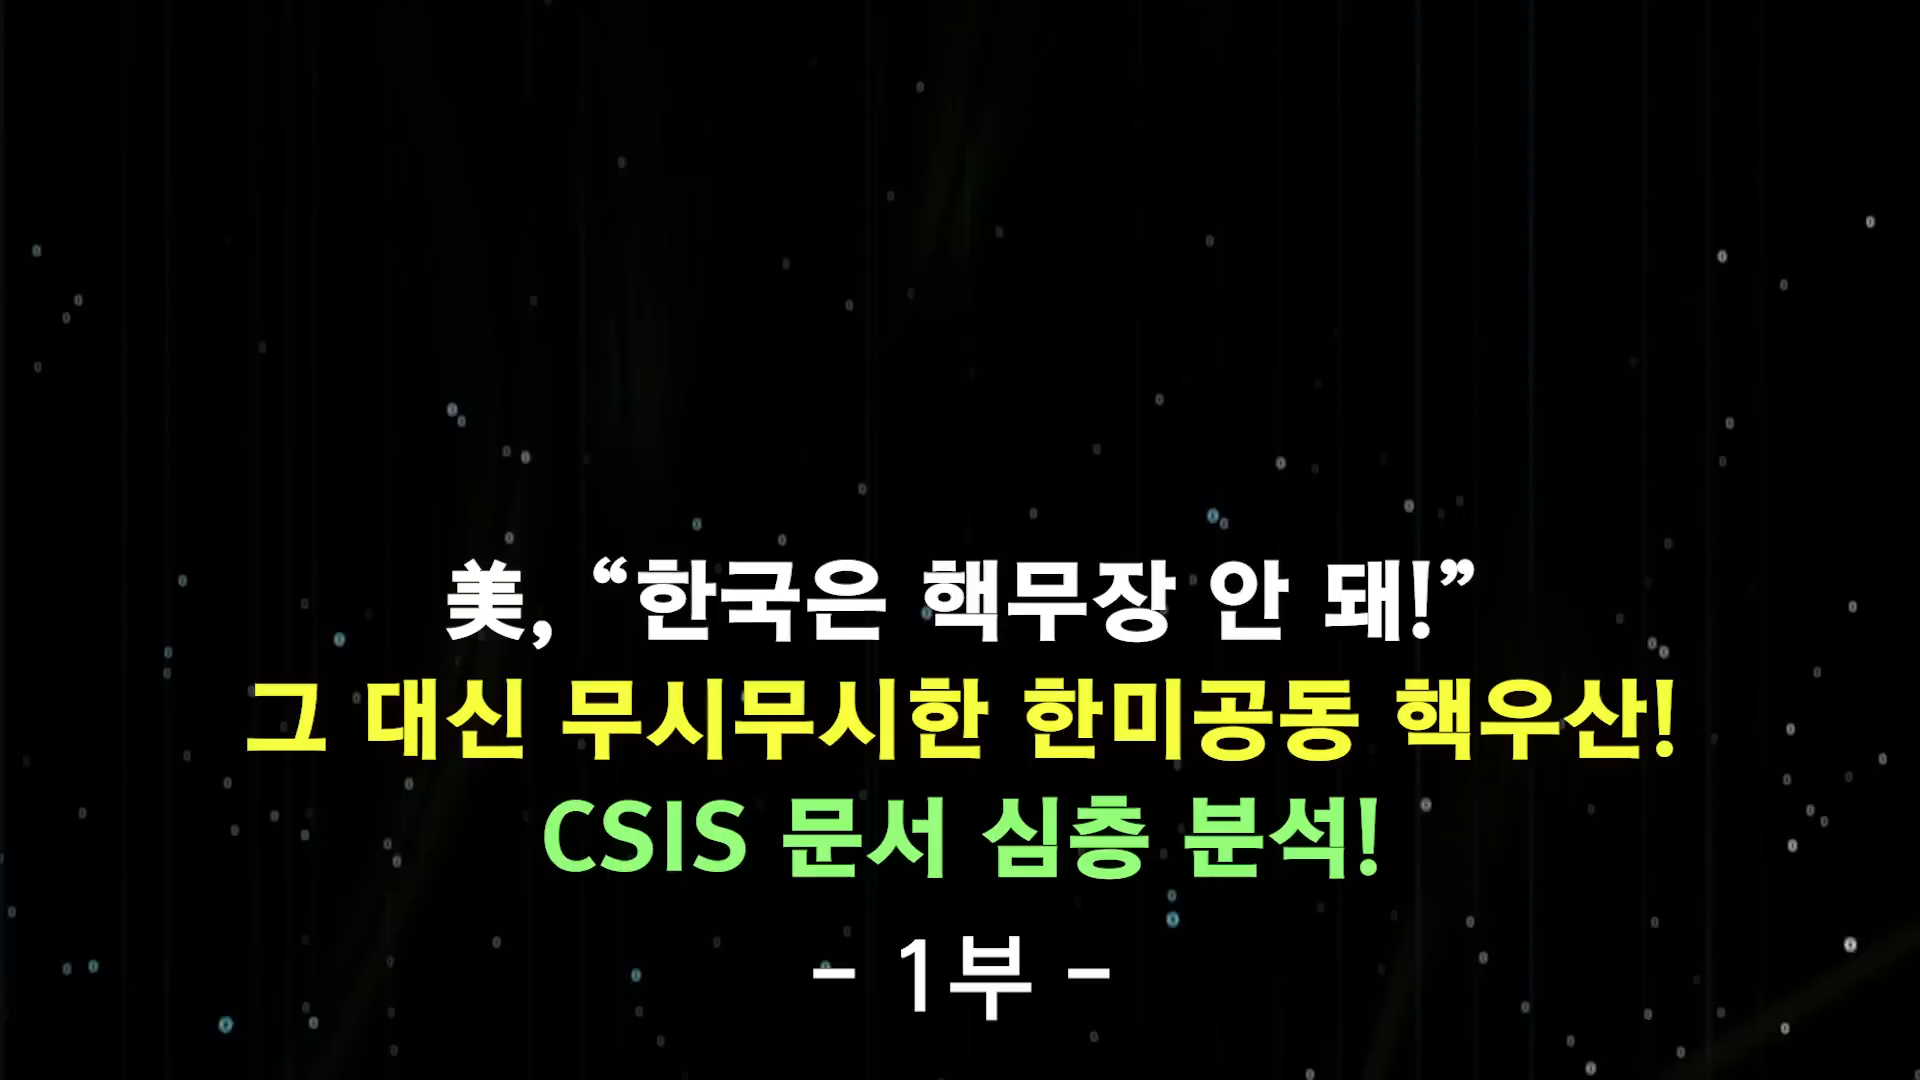 美, “한국은 핵무장 안 돼!”
그 대신 무시무시한 한미공동 핵우산!
CSIS 문서 심층 분석!
- 1부 -